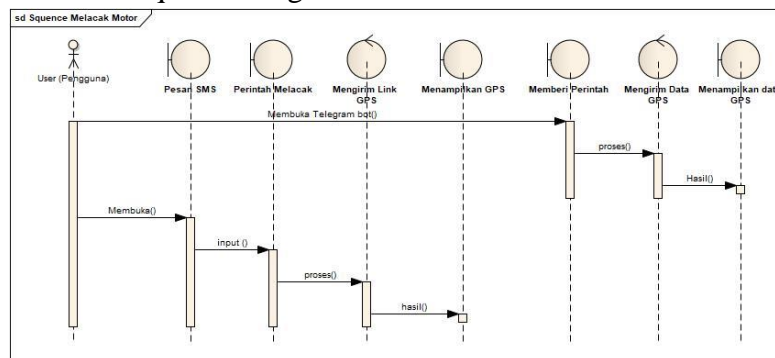 sd Squence Melacak Motor
User (Pengguna)
Pesan SMS
Perintah Melacak
Mengirim Link
GPS
Menampilkan GPS
Memberi Perintah
Mengirim Data
GPS
Menampilkan dat
GPS
Membuka Telegram bot()
proses()
Hasil()
Membuka()
input ()
proses()
hasil()